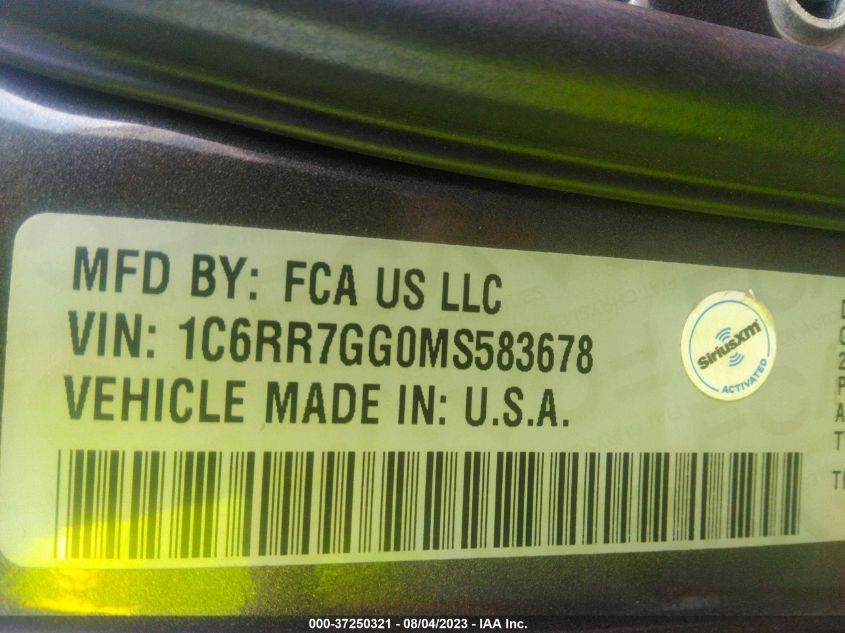 MFD BY: FCA US LLC
VIN: 1C6RR7GG0MS583678
VEHICLE MADE IN: U.S.A.
SiriusXM
ACTIVATED
D
G
2
P
A
T
000-37250321 - 08/04/2023 - IAA Inc.